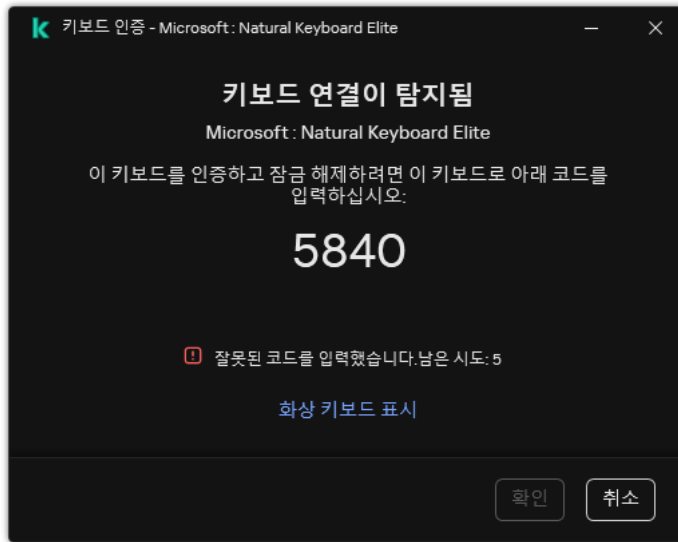 키보드 인증 - Microsoft : Natural Keyboard Elite
키보드 연결이 탐지됨
Microsoft : Natural Keyboard Elite
이 키보드를 인증하고 잠금 해제하려면 이 키보드로 아래 코드를
입력하십시오:
5840
잘못된 코드를 입력했습니다.남은 시도: 5
화상 키보드 표시
확인
취소